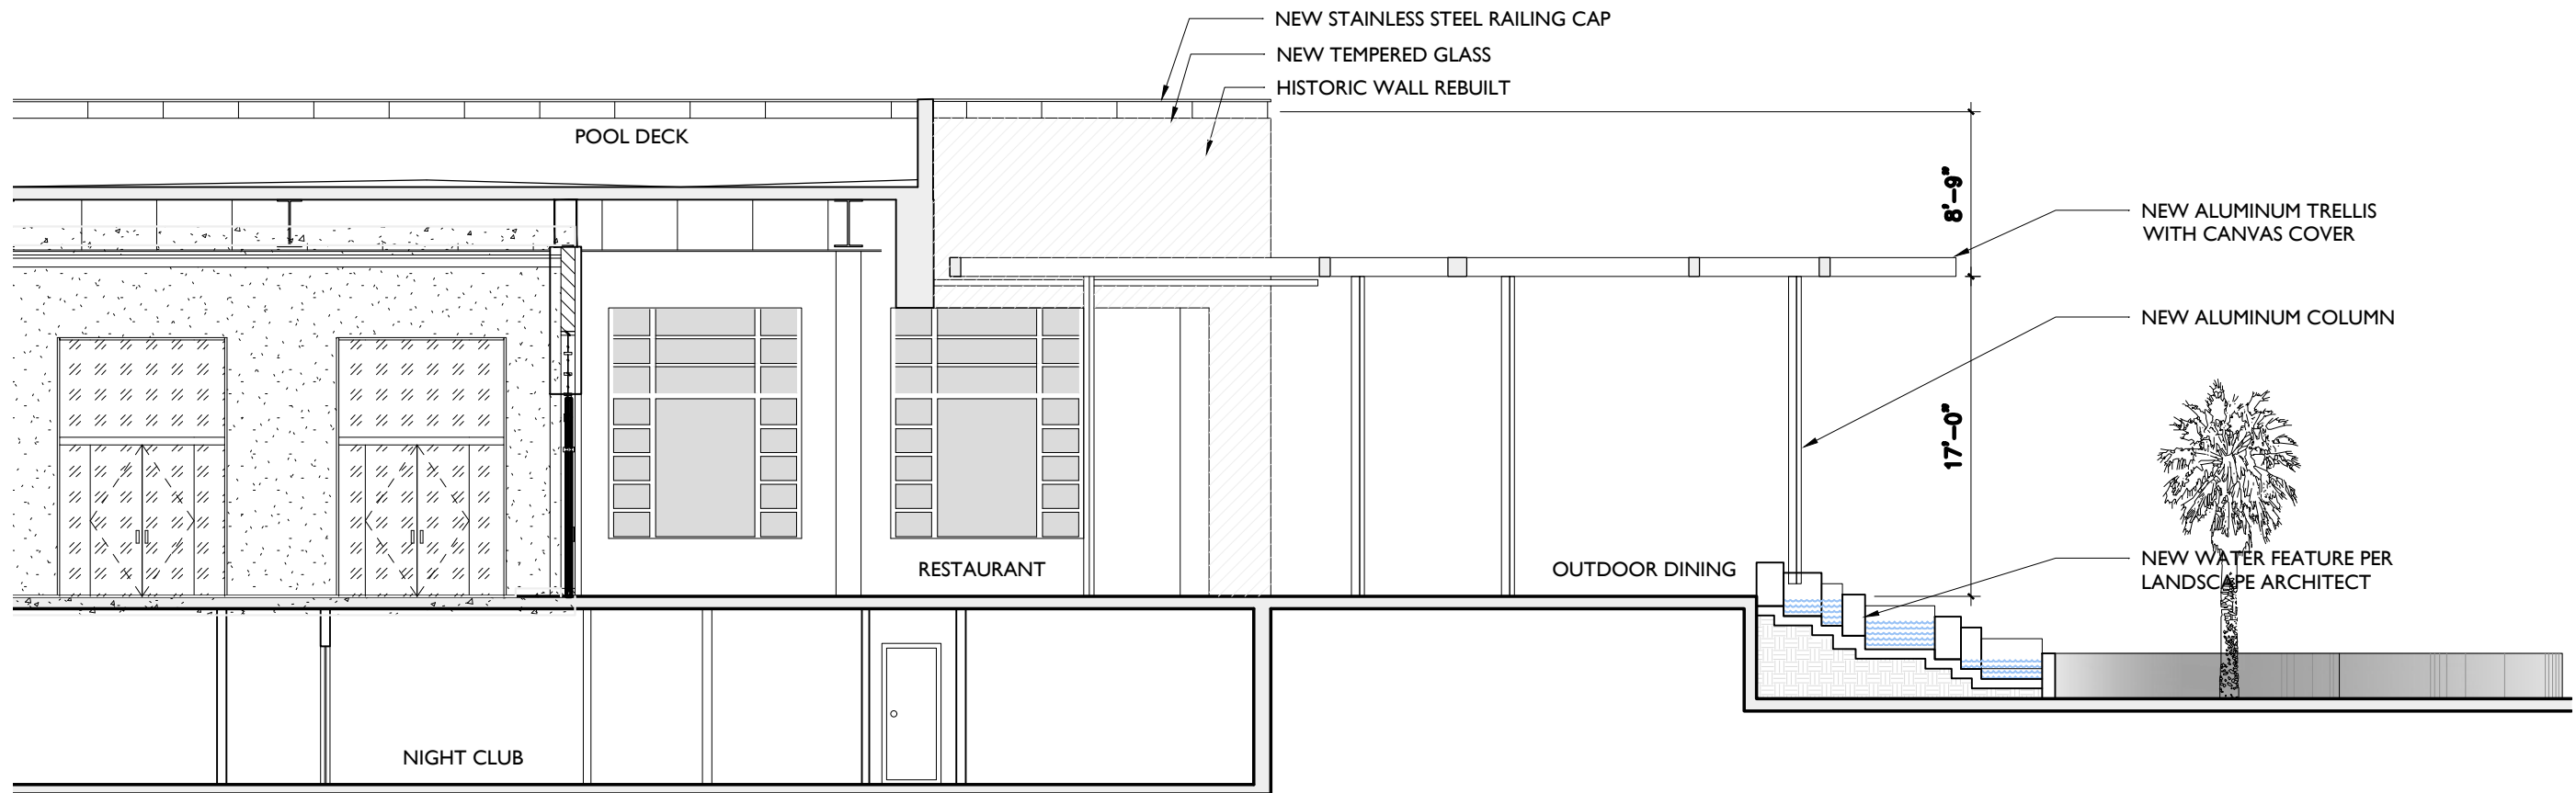 NEW STAINLESS STEEL RAILING CAP
NEW TEMPERED GLASS
HISTORIC WALL REBUILT
POOL DECK
8'-9"
NEW ALUMINUM TRELLIS
WITH CANVAS COVER
NEW ALUMINUM COLUMN
17'-0"
NEW WATER FEATURE PER
LANDSCAPE ARCHITECT
RESTAURANT
OUTDOOR DINING
NIGHT CLUB